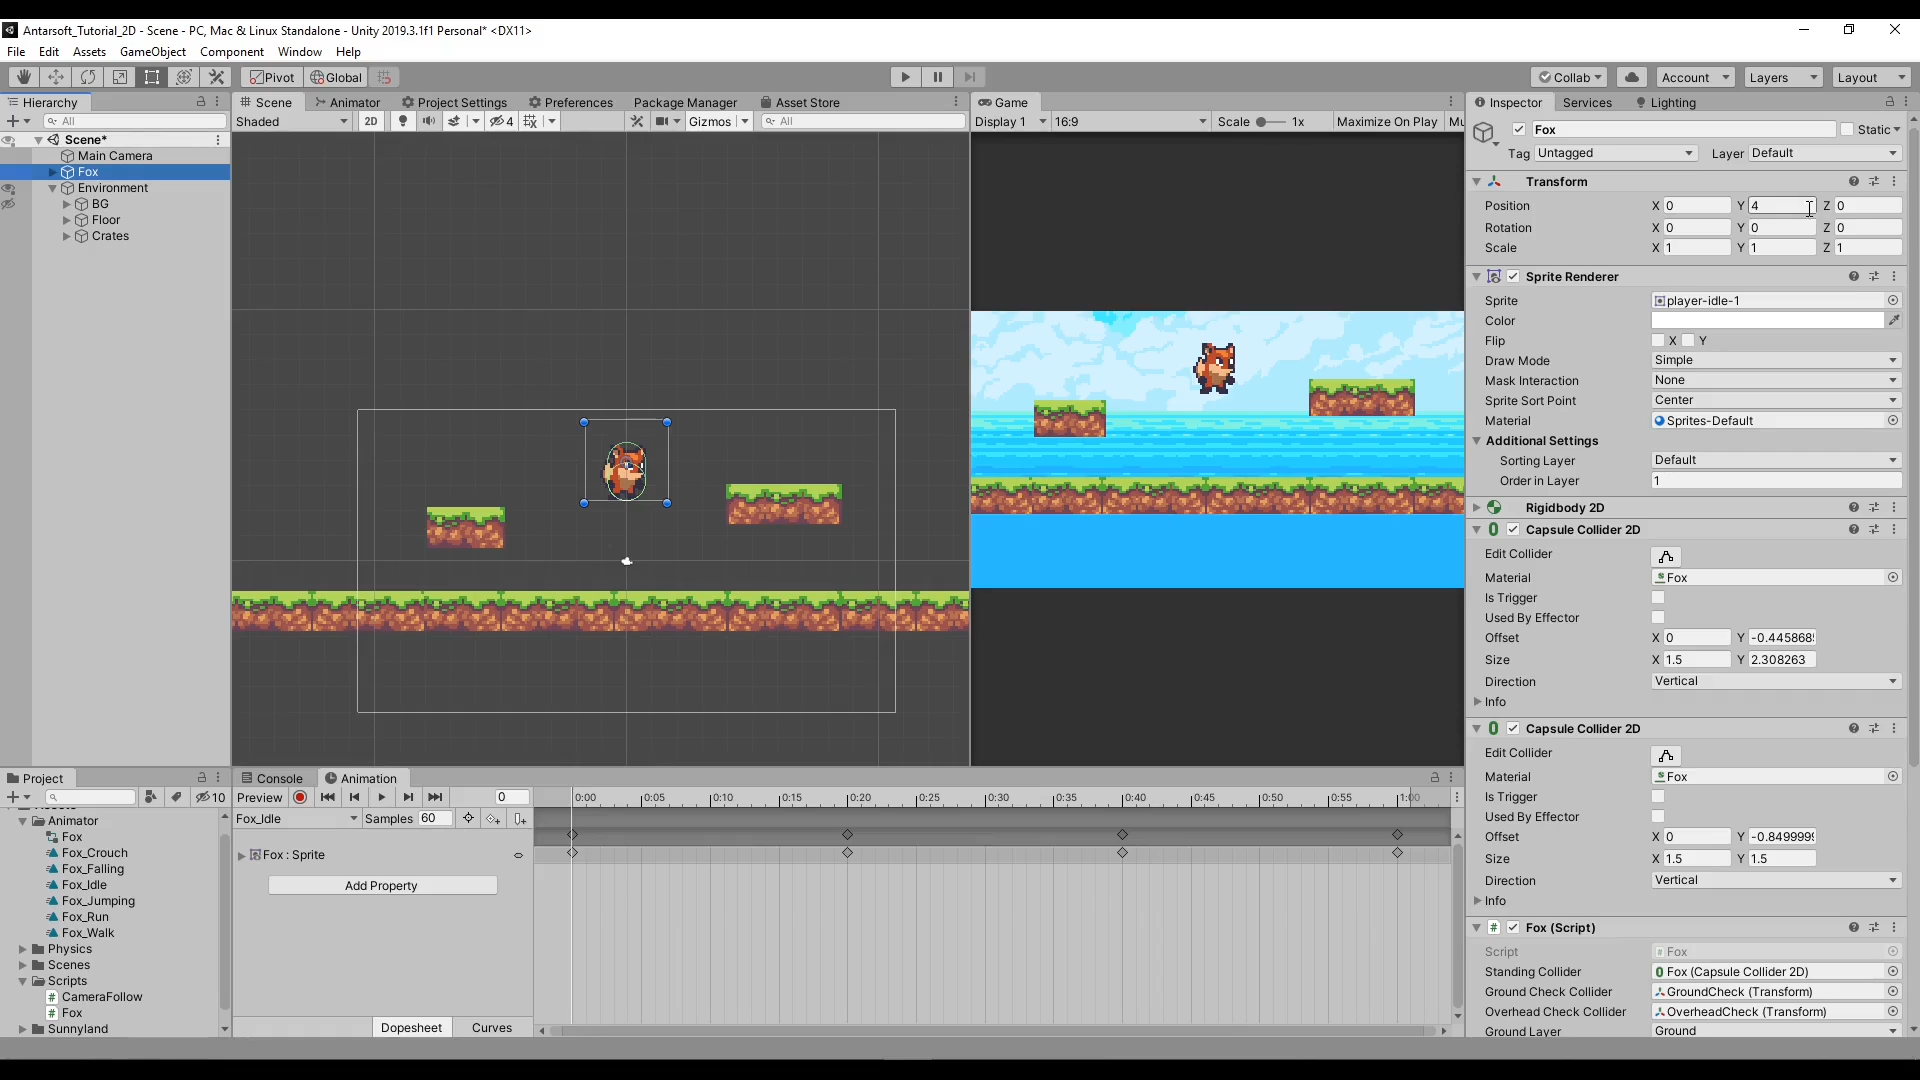 Antarsoft_Tutorial_2D - Scene - PC, Mac & Linux Standalone - Unity 2019.3.1f1 Personal* <DX11>
File Edit Assets GameObject Component Window Help
Pivot Global Collab Account Layers Layout
Hierarchy
All
Scene*
Main Camera
Fox
Environment
BG
Floor
Crates
Scene Animator Project Settings Preferences Package Manager Asset Store
Shaded 2D 4 Gizmos All
Game
Display 1 16:9 Scale 1x Maximize On Play Mu
Inspector Services Lighting
Fox Static
Tag Untagged Layer Default
Transform
Position X 0 Y 4 Z 0
Rotation X 0 Y 0 Z 0
Scale X 1 Y 1 Z 1
Sprite Renderer
Sprite player-idle-1
Color
Flip X Y
Draw Mode Simple
Mask Interaction None
Sprite Sort Point Center
Material Sprites-Default
Additional Settings
Sorting Layer Default
Order in Layer 1
Rigidbody 2D
Capsule Collider 2D
Edit Collider
Material Fox
Is Trigger
Used By Effector
Offset X 0 Y -0.445868
Size X 1.5 Y 2.308263
Direction Vertical
Info
Capsule Collider 2D
Edit Collider
Material Fox
Is Trigger
Used By Effector
Offset X 0 Y -0.849999
Size X 1.5 Y 1.5
Direction Vertical
Info
Fox (Script)
Script Fox
Standing Collider Fox (Capsule Collider 2D)
Ground Check Collider GroundCheck (Transform)
Overhead Check Collider OverheadCheck (Transform)
Ground Layer Ground
Project
10
Animator
Fox
Fox_Crouch
Fox_Falling
Fox_Idle
Fox_Jumping
Fox_Run
Fox_Walk
Physics
Scenes
Scripts
CameraFollow
Fox
Sunnyland
Console Animation
Preview 0 0:00 0:05 0:10 0:15 0:20 0:25 0:30 0:35 0:40 0:45 0:50 0:55 1:00
Fox_Idle Samples 60
Fox : Sprite
Add Property
Dopesheet Curves